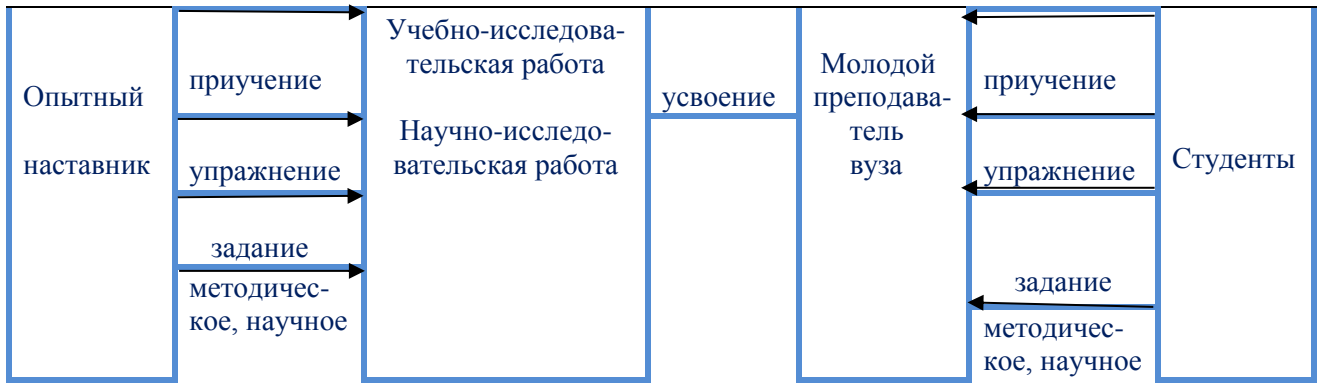 Опытный
наставник
приучение
упражнение
задание
методичес-
кое, научное
Учебно-исследова-
тельская работа
Научно-исследо-
вательская работа
усвоение
Молодой
преподава-
тель
вуза
приучение
упражнение
задание
методичес-
кое, научное
Студенты